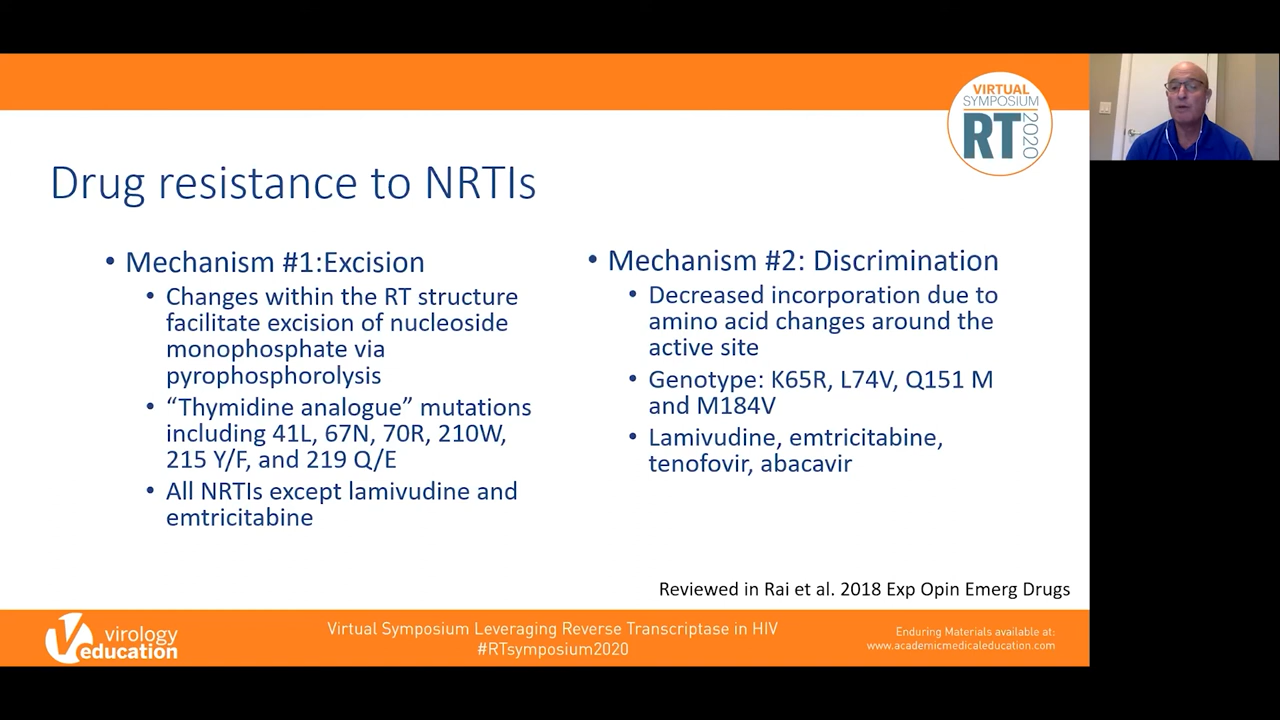 VIRTUAL
SYMPOSIUM
RT
2020
Drug resistance to NRTIs
• Mechanism #1:Excision
• Changes within the RT structure
facilitate excision of nucleoside
monophosphate via
pyrophosphorolysis
• “Thymidine analogue” mutations
including 41L, 67N, 70R, 210W,
215 Y/F, and 219 Q/E
• All NRTIs except lamivudine and
emtricitabine
• Mechanism #2: Discrimination
• Decreased incorporation due to
amino acid changes around the
active site
• Genotype: K65R, L74V, Q151 M
and M184V
• Lamivudine, emtricitabine,
tenofovir, abacavir
Reviewed in Rai et al. 2018 Exp Opin Emerg Drugs
virology
education
Virtual Symposium Leveraging Reverse Transcriptase in HIV
#RTsymposium2020
Enduring Materials available at:
www.academicmedicaleducation.com